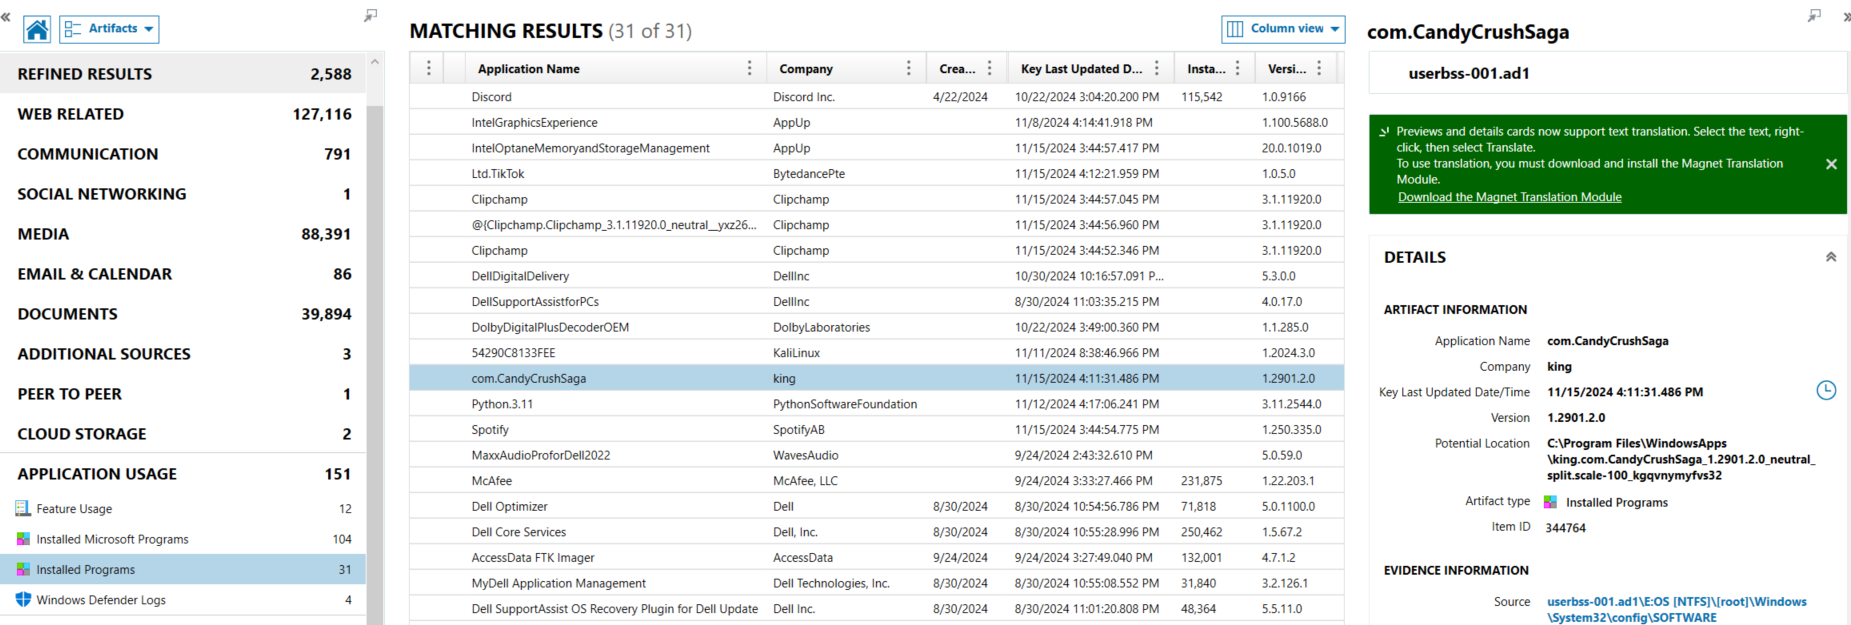 Artifacts
REFINED RESULTS 2,588
WEB RELATED 127,116
COMMUNICATION 791
SOCIAL NETWORKING 1
MEDIA 88,391
EMAIL & CALENDAR 86
DOCUMENTS 39,894
ADDITIONAL SOURCES 3
PEER TO PEER 1
CLOUD STORAGE 2
APPLICATION USAGE 151
Feature Usage 12
Installed Microsoft Programs 104
Installed Programs 31
Windows Defender Logs 4
MATCHING RESULTS (31 of 31)
Column view
Application Name Company Crea... Key Last Updated D... Insta... Versi...
Discord Discord Inc. 4/22/2024 10/22/2024 3:04:20.200 PM 115,542 1.0.9166
IntelGraphicsExperience AppUp 11/8/2024 4:14:41.918 PM 1.100.5688.0
IntelOptaneMemoryandStorageManagement AppUp 11/15/2024 3:44:57.417 PM 20.0.1019.0
Ltd.TikTok BytedancePte 11/15/2024 4:12:21.959 PM 1.0.5.0
Clipchamp Clipchamp 11/15/2024 3:44:57.045 PM 3.1.11920.0
@{Clipchamp.Clipchamp_3.1.11920.0_neutral__yxz26... Clipchamp 11/15/2024 3:44:56.960 PM 3.1.11920.0
Clipchamp Clipchamp 11/15/2024 3:44:52.346 PM 3.1.11920.0
DellDigitalDelivery DellInc 10/30/2024 10:16:57.091 P... 5.3.0.0
DellSupportAssistforPCs DellInc 8/30/2024 11:03:35.215 PM 4.0.17.0
DolbyDigitalPlusDecoderOEM DolbyLaboratories 10/22/2024 3:49:00.360 PM 1.1.285.0
54290C8133FEE KaliLinux 11/11/2024 8:38:46.966 PM 1.2024.3.0
com.CandyCrushSaga king 11/15/2024 4:11:31.486 PM 1.2901.2.0
Python.3.11 PythonSoftwareFoundation 11/12/2024 4:17:06.241 PM 3.11.2544.0
Spotify SpotifyAB 11/15/2024 3:44:54.775 PM 1.250.335.0
MaxxAudioProforDell2022 WavesAudio 9/24/2024 2:43:32.610 PM 5.0.59.0
McAfee McAfee, LLC 9/24/2024 3:33:27.466 PM 231,875 1.22.203.1
Dell Optimizer Dell 8/30/2024 8/30/2024 10:54:56.786 PM 71,818 5.0.1100.0
Dell Core Services Dell, Inc. 8/30/2024 8/30/2024 10:55:28.996 PM 250,462 1.5.67.2
AccessData FTK Imager AccessData 9/24/2024 9/24/2024 3:27:49.040 PM 132,001 4.7.1.2
MyDell Application Management Dell Technologies, Inc. 8/30/2024 8/30/2024 10:55:08.552 PM 31,840 3.2.126.1
Dell SupportAssist OS Recovery Plugin for Dell Update Dell Inc. 8/30/2024 8/30/2024 11:01:20.808 PM 48,364 5.5.11.0
com.CandyCrushSaga
userbss-001.ad1
Previews and details cards now support text translation. Select the text, right-
click, then select Translate.
To use translation, you must download and install the Magnet Translation
Module.
Download the Magnet Translation Module
DETAILS
ARTIFACT INFORMATION
Application Name com.CandyCrushSaga
Company king
Key Last Updated Date/Time 11/15/2024 4:11:31.486 PM
Version 1.2901.2.0
Potential Location C:\Program Files\WindowsApps
\king.com.CandyCrushSaga_1.2901.2.0_neutral_
split.scale-100_kgqvnymyfvs32
Artifact type Installed Programs
Item ID 344764
EVIDENCE INFORMATION
Source userbss-001.ad1\E:OS [NTFS]\[root]\Windows
\System32\config\SOFTWARE